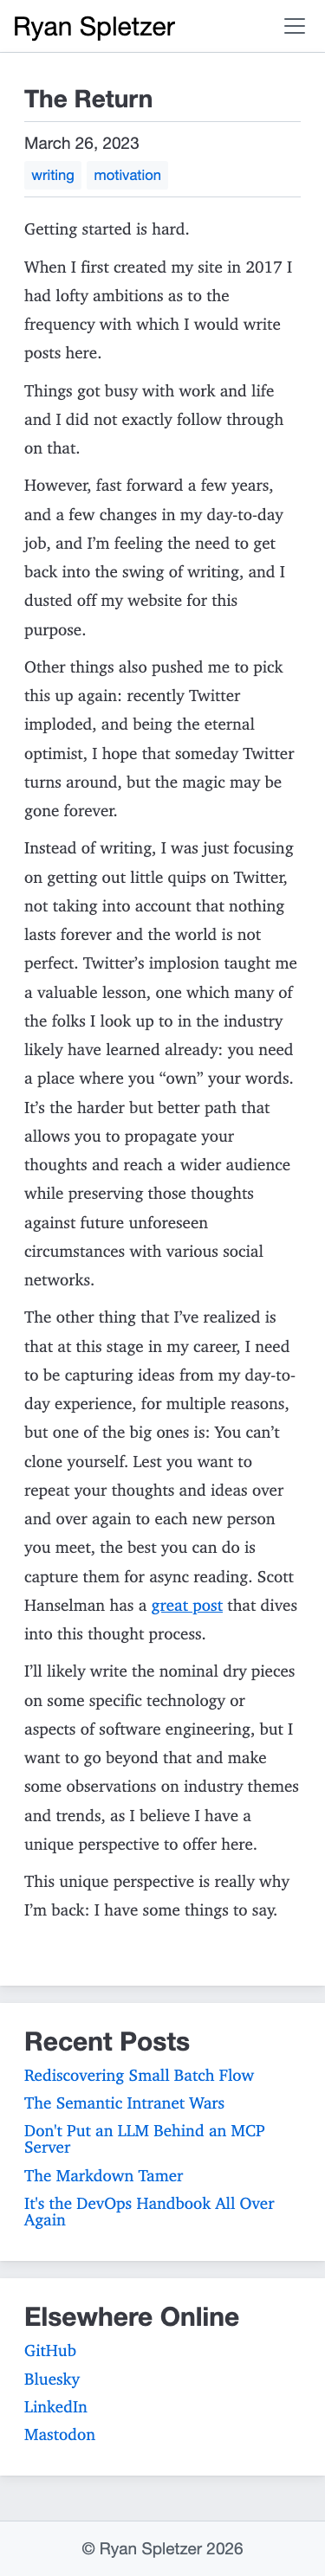 Ryan Spletzer
The Return
March 26, 2023
writing motivation
Getting started is hard.
When I first created my site in 2017 I
had lofty ambitions as to the
frequency with which I would write
posts here.
Things got busy with work and life
and I did not exactly follow through
on that.
However, fast forward a few years,
and a few changes in my day-to-day
job, and I’m feeling the need to get
back into the swing of writing, and I
dusted off my website for this
purpose.
Other things also pushed me to pick
this up again: recently Twitter
imploded, and being the eternal
optimist, I hope that someday Twitter
turns around, but the magic may be
gone forever.
Instead of writing, I was just focusing
on getting out little quips on Twitter,
not taking into account that nothing
lasts forever and the world is not
perfect. Twitter’s implosion taught me
a valuable lesson, one which many of
the folks I look up to in the industry
likely have learned already: you need
a place where you “own” your words.
It’s the harder but better path that
allows you to propagate your
thoughts and reach a wider audience
while preserving those thoughts
against future unforeseen
circumstances with various social
networks.
The other thing that I’ve realized is
that at this stage in my career, I need
to be capturing ideas from my day-to-
day experience, for multiple reasons,
but one of the big ones is: You can’t
clone yourself. Lest you want to
repeat your thoughts and ideas over
and over again to each new person
you meet, the best you can do is
capture them for async reading. Scott
Hanselman has a great post that dives
into this thought process.
I’ll likely write the nominal dry pieces
on some specific technology or
aspects of software engineering, but I
want to go beyond that and make
some observations on industry themes
and trends, as I believe I have a
unique perspective to offer here.
This unique perspective is really why
I’m back: I have some things to say.
Recent Posts
Rediscovering Small Batch Flow
The Semantic Intranet Wars
Don't Put an LLM Behind an MCP
Server
The Markdown Tamer
It's the DevOps Handbook All Over
Again
Elsewhere Online
GitHub
Bluesky
LinkedIn
Mastodon
© Ryan Spletzer 2026